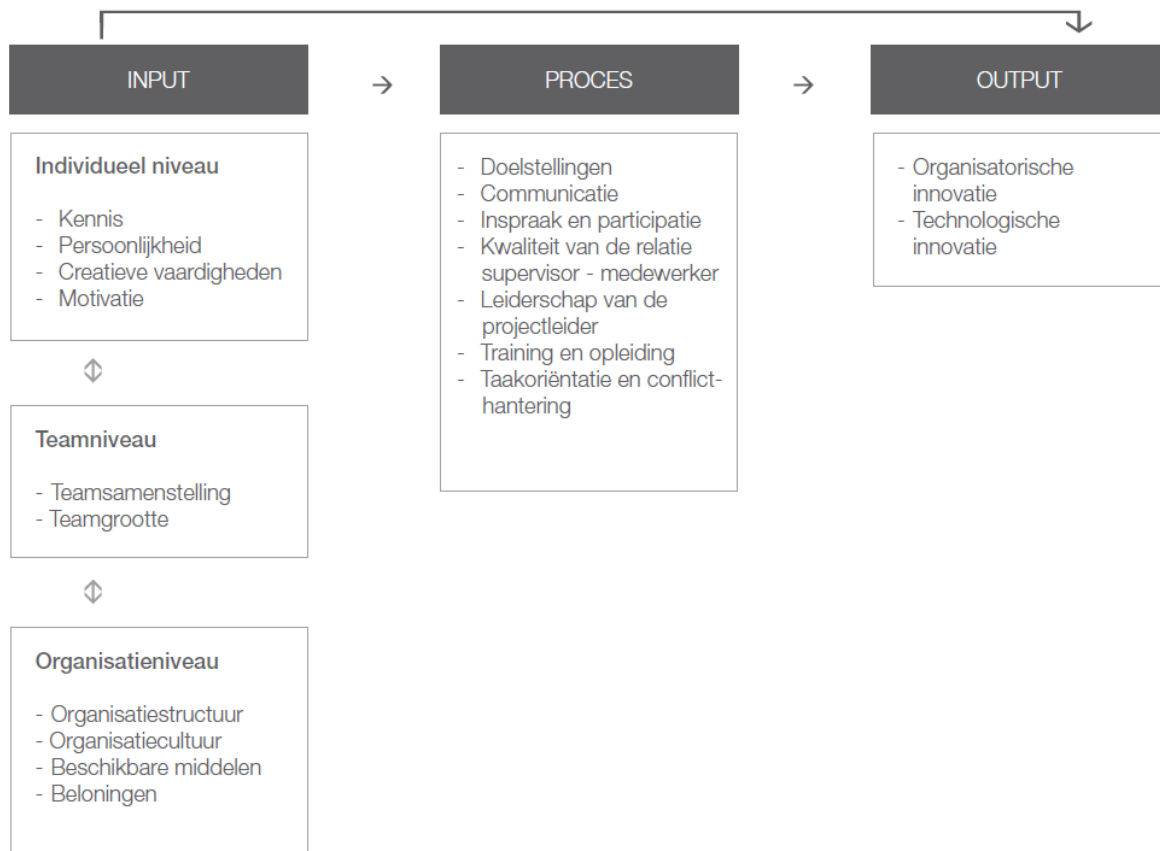 INPUT
Individueel niveau
- Kennis
- Persoonlijkheid
- Creatieve vaardigheden
- Motivatie
Teamniveau
- Teamsamenstelling
- Teamgrootte
Organisatieniveau
- Organisatiestructuur
- Organisatiecultuur
- Beschikbare middelen
- Beloningen
PROCES
- Doelstellingen
- Communicatie
- Inspraak en participatie
- Kwaliteit van de relatie
supervisor - medewerker
- Leiderschap van de
projectleider
- Training en opleiding
- Taakoriëntatie en conflict-
hantering
OUTPUT
- Organisatorische
innovatie
- Technologische
innovatie